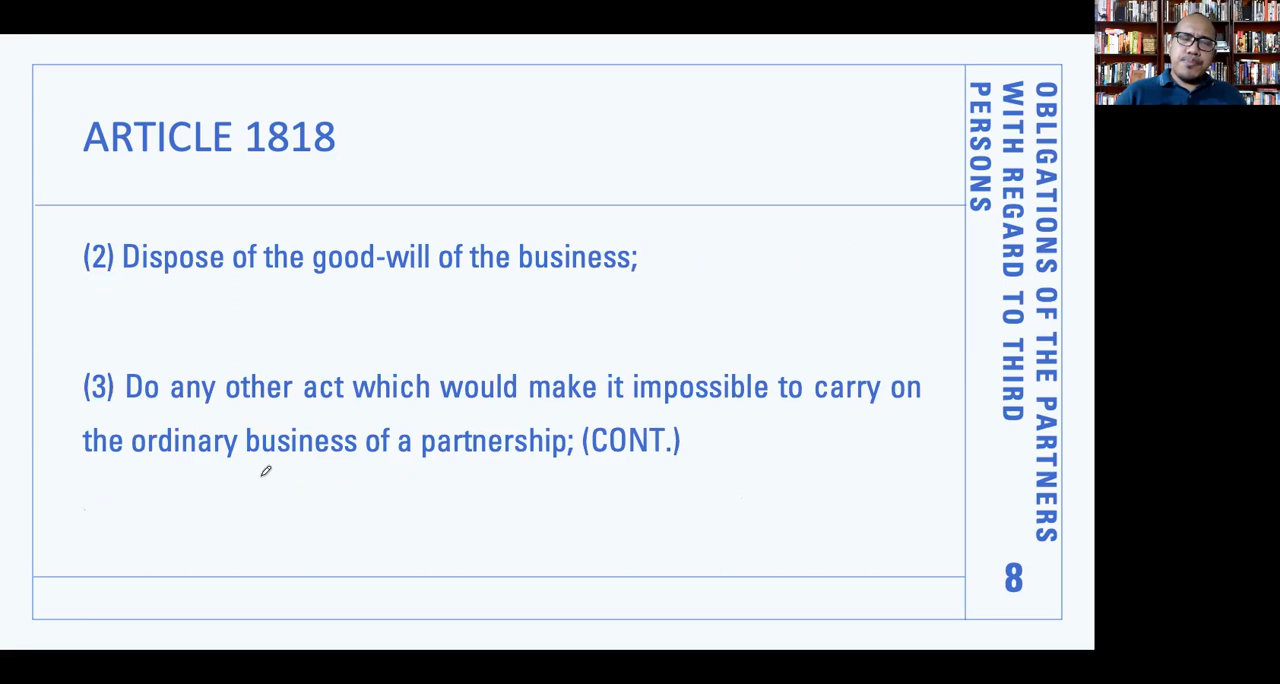 ARTICLE 1818
(2) Dispose of the good-will of the business;
(3) Do any other act which would make it impossible to carry on
the ordinary business of a partnership; (CONT.)
OBLIGATIONS OF THE PARTNERS
WITH REGARD TO THIRD
PERSONS
8